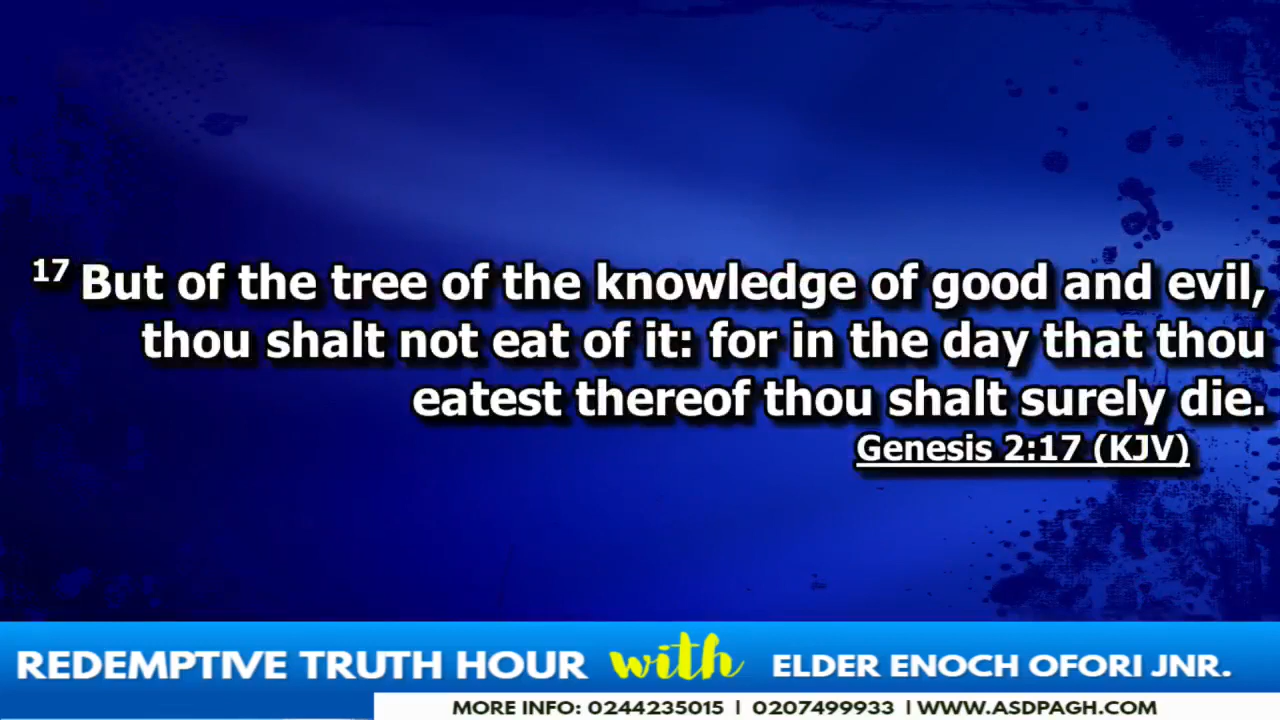 17 But of the tree of the knowledge of good and evil,
thou shalt not eat of it: for in the day that thou
eatest thereof thou shalt surely die.
Genesis 2:17 (KJV)
REDEMPTIVE TRUTH HOUR with ELDER ENOCH OFORI JNR.
MORE INFO: 0244235015 | 0207499933 | WWW.ASDPAGH.COM